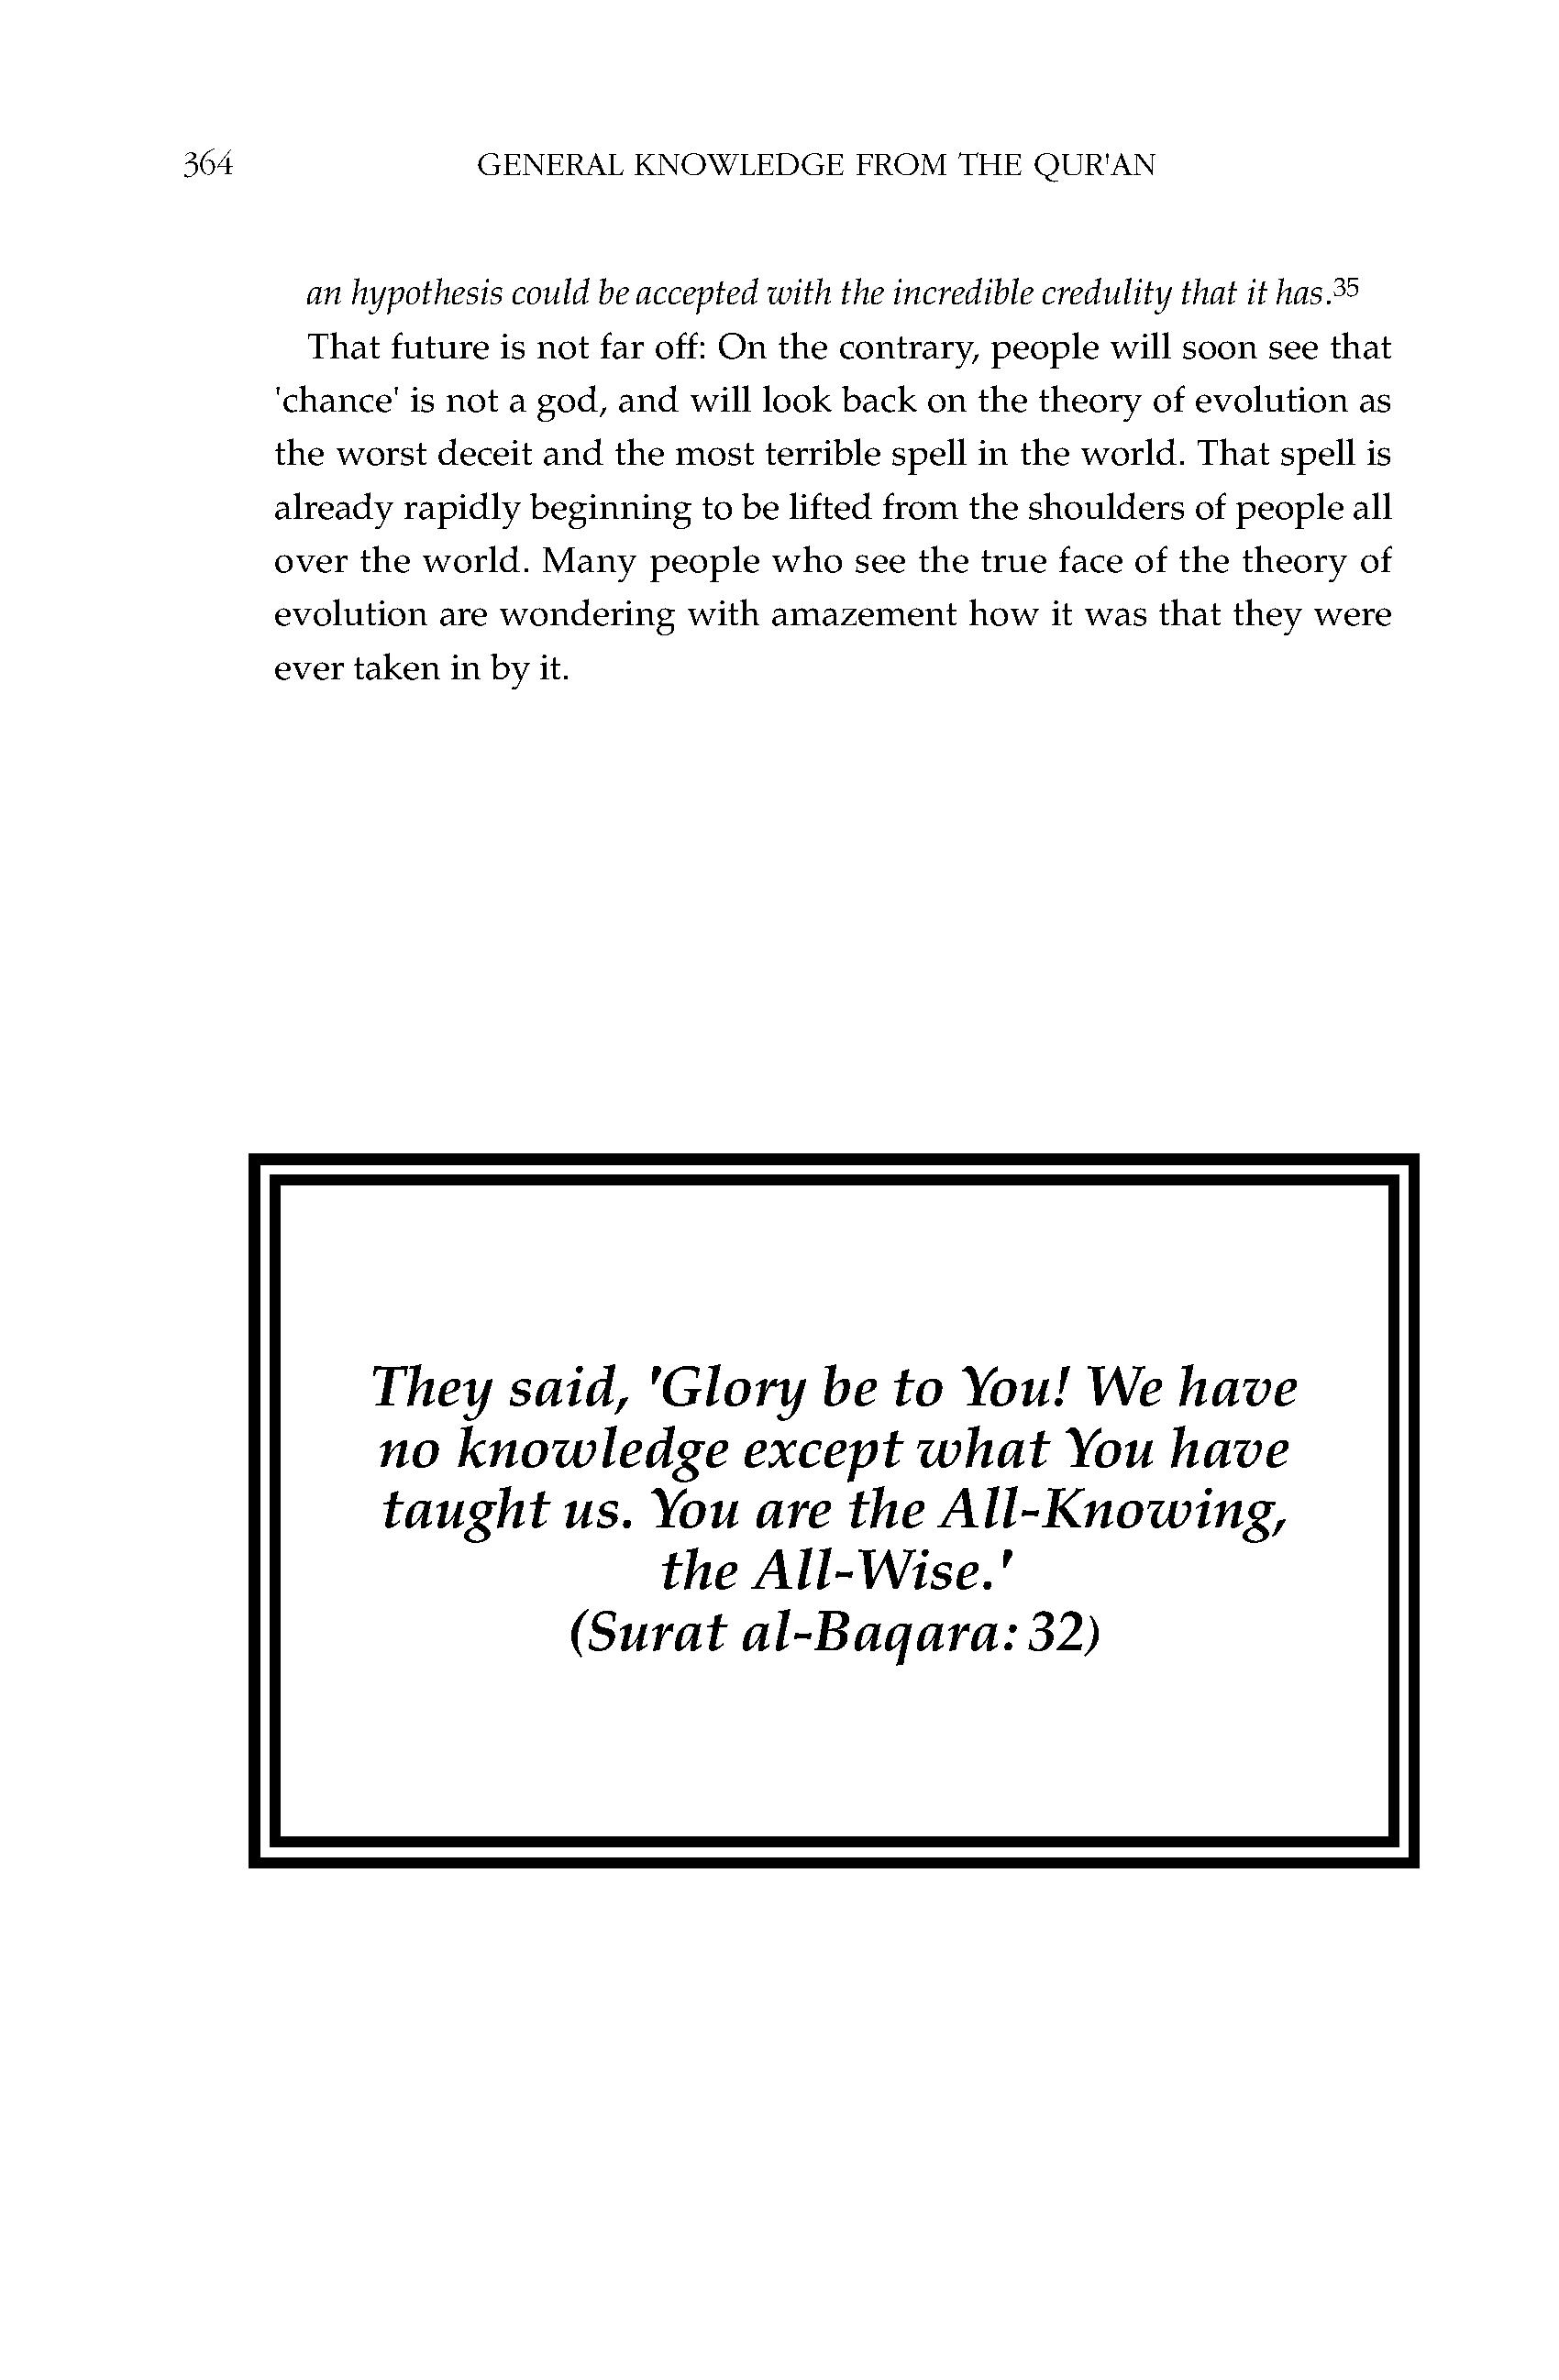 364 GENERAL KNOWLEDGE FROM THE QUR'AN
an hypothesis could be accepted with the incredible credulity that it has.35
That future is not far off: On the contrary, people will soon see that
'chance' is not a god, and will look back on the theory of evolution as
the worst deceit and the most terrible spell in the world. That spell is
already rapidly beginning to be lifted from the shoulders of people all
over the world. Many people who see the true face of the theory of
evolution are wondering with amazement how it was that they were
ever taken in by it.
They said, 'Glory be to You! We have
no knowledge except what You have
taught us. You are the All-Knowing,
the All-Wise.'
(Surat al-Baqara: 32)